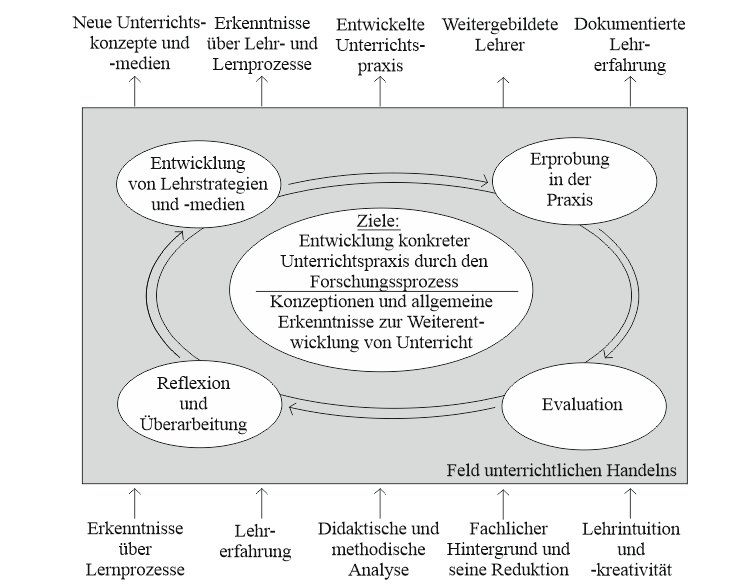 Neue Unterrichts-
konzepte und
-medien
Erkenntnisse
über Lehr- und
Lernprozesse
Entwickelte
Unterrichts-
praxis
Weitergebildete
Lehrer
Dokumentierte
Lehr-
erfahrung
Entwicklung
von Lehrstrategien
und -medien
Erprobung
in der
Praxis
Ziele:
Entwicklung konkreter
Unterrichtspraxis durch den
Forschungssprozess
Konzeptionen und allgemeine
Erkenntnisse zur Weiterent-
wicklung von Unterricht
Reflexion
und
Überarbeitung
Evaluation
Feld unterrichtlichen Handelns
Erkenntnisse
über
Lernprozesse
Lehr-
erfahrung
Didaktische und
methodische
Analyse
Fachlicher
Hintergrund und
seine Reduktion
Lehrintuition
und
-kreativität